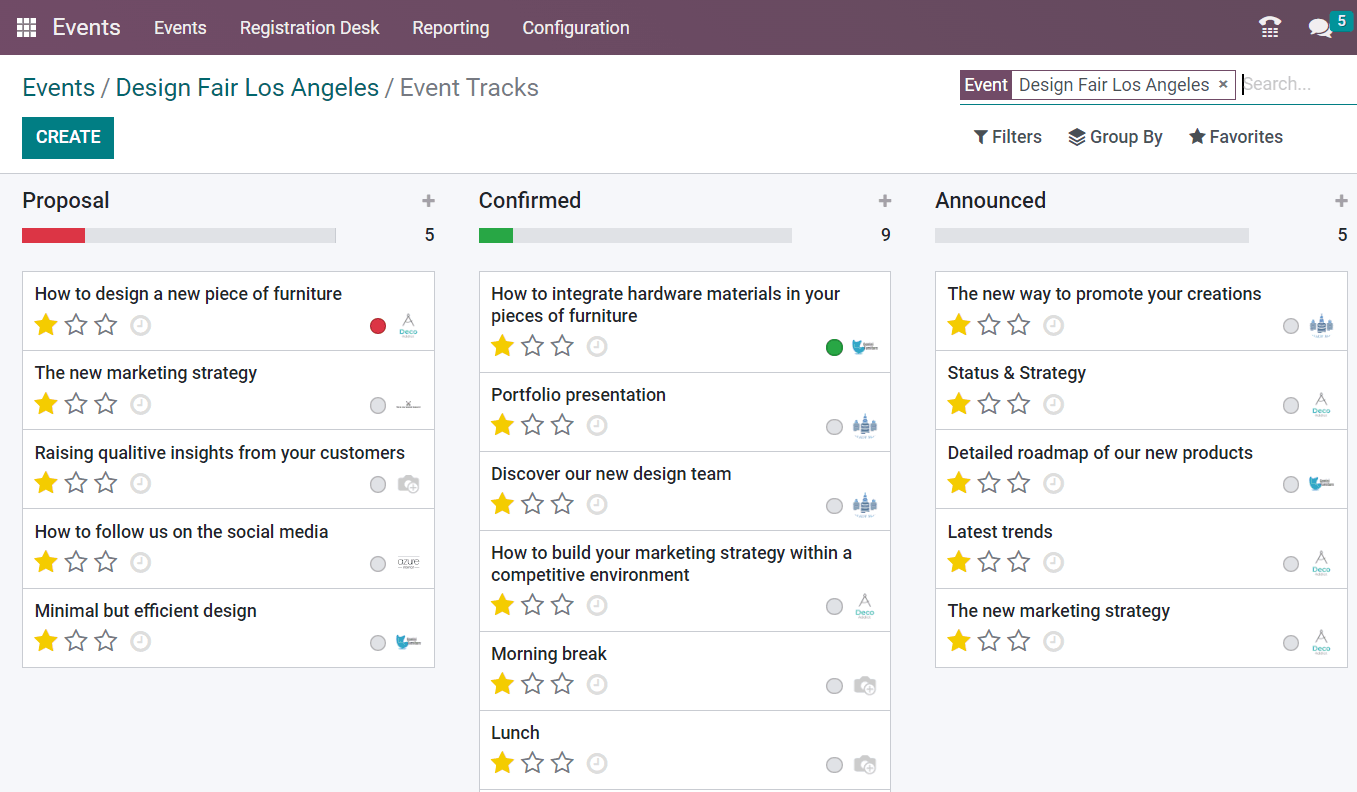 Events
Events
Registration Desk
Reporting
Configuration
5
Events / Design Fair Los Angeles / Event Tracks
Event
Design Fair Los Angeles ×
Search...
CREATE
Filters
Group By
Favorites
Proposal
+
5
How to design a new piece of furniture
Deco
The new marketing strategy
Raising qualitive insights from your customers
How to follow us on the social media
azure
Minimal but efficient design
Confirmed
+
9
How to integrate hardware materials in your
pieces of furniture
Portfolio presentation
Discover our new design team
How to build your marketing strategy within a
competitive environment
Deco
Morning break
Lunch
Announced
+
5
The new way to promote your creations
Status & Strategy
Deco
Detailed roadmap of our new products
Latest trends
Deco
The new marketing strategy
Deco